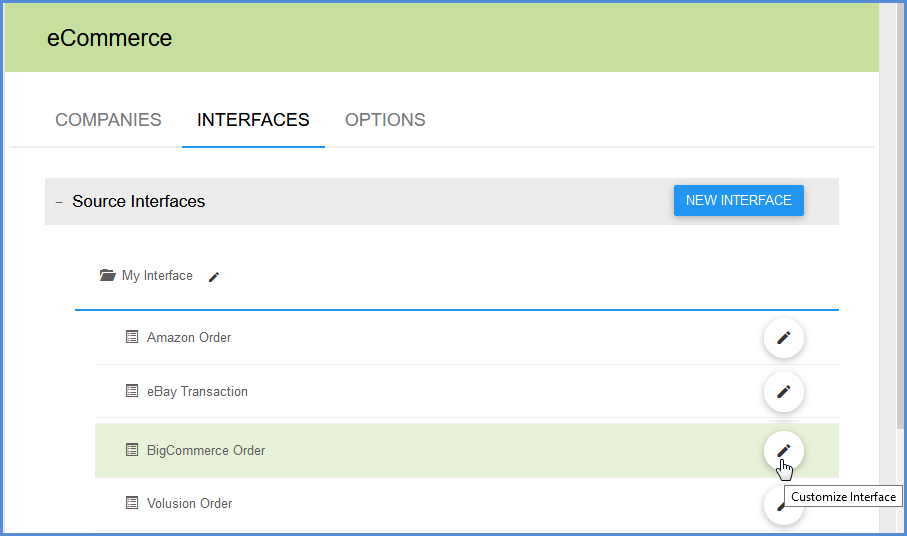 eCommerce
COMPANIES INTERFACES OPTIONS
– Source Interfaces NEW INTERFACE
My Interface
Amazon Order
eBay Transaction
BigCommerce Order
Customize Interface
Volusion Order